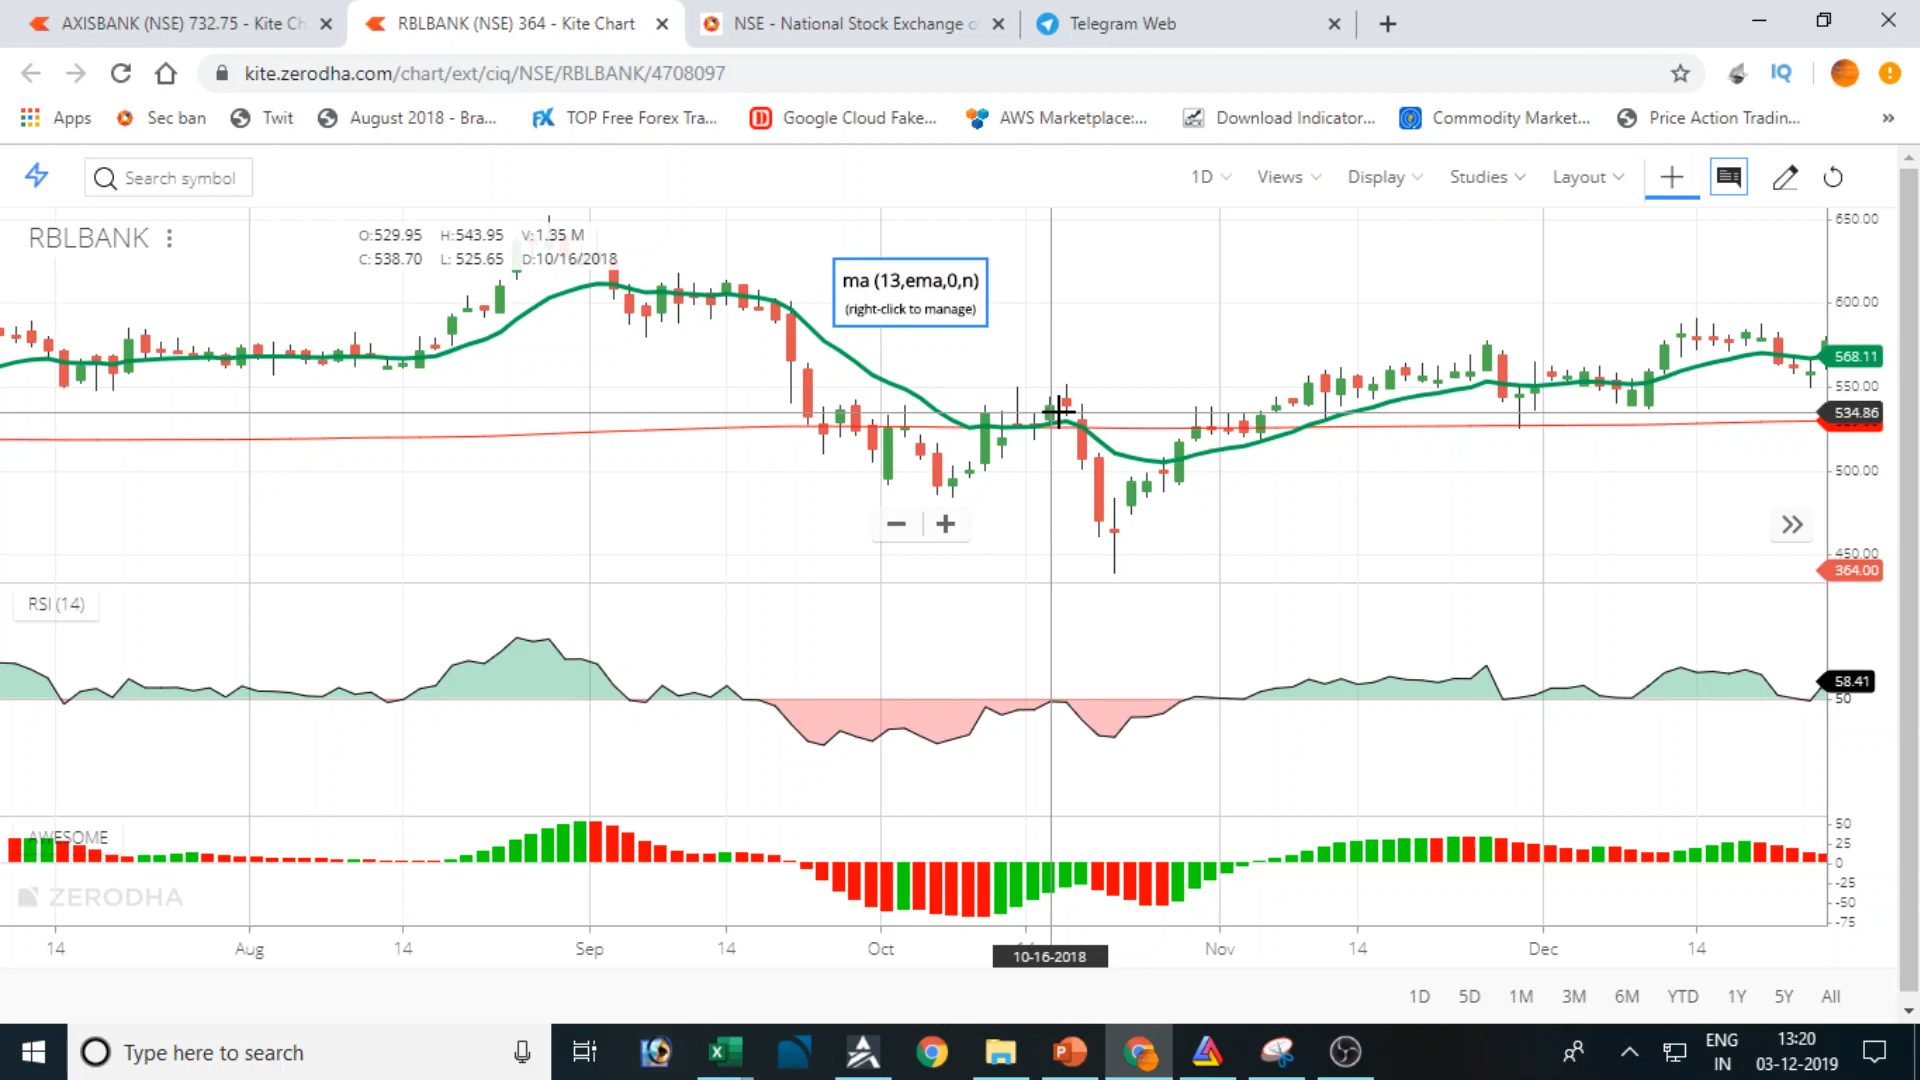 AXISBANK (NSE) 732.75 - Kite Ch
RBLBANK (NSE) 364 - Kite Chart
NSE - National Stock Exchange o
Telegram Web
kite.zerodha.com/chart/ext/ciq/NSE/RBLBANK/4708097
IQ
Apps
Sec ban
Twit
August 2018 - Bra...
FX TOP Free Forex Tra...
Google Cloud Fake...
AWS Marketplace:...
Download Indicator...
Commodity Market...
Price Action Tradin...
Search symbol
1D Views Display Studies Layout
RBLBANK
O:529.95 H:543.95 V:1.35 M
C:538.70 L:525.65 D:10/16/2018
ma (13,ema,0,n)
(right-click to manage)
650.00
600.00
568.11
550.00
534.86
500.00
450.00
364.00
RSI (14)
58.41
50
AWESOME
50
25
0
-25
-50
-75
ZERODHA
14 Aug 14 Sep 14 Oct Nov 14 Dec 14
10-16-2018
1D 5D 1M 3M 6M YTD 1Y 5Y All
Type here to search
ENG
IN
13:20
03-12-2019